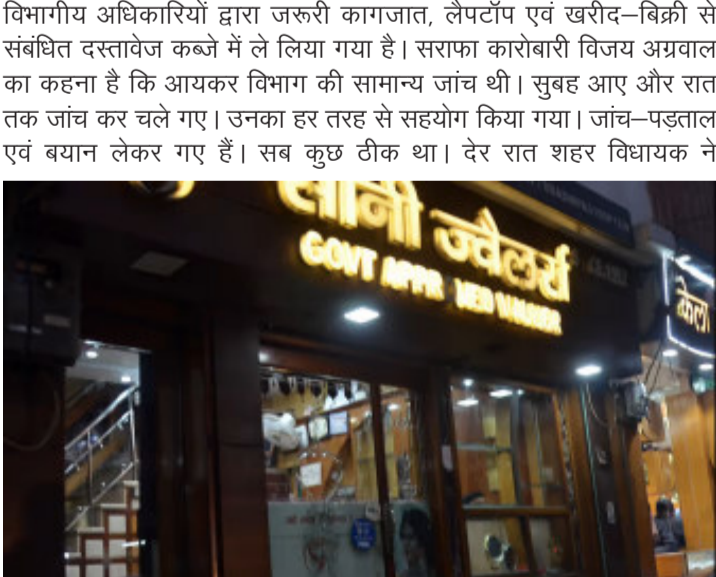 विभागीय अधिकारियों द्वारा जरूरी कागजात, लैपटॉप एवं खरीद–बिक्री से
संबंधित दस्तावेज कब्जे में ले लिया गया है। सराफा कारोबारी विजय अग्रवाल
का कहना है कि आयकर विभाग की सामान्य जांच थी। सुबह आए और रात
तक जांच कर चले गए। उनका हर तरह से सहयोग किया गया। जांच–पड़ताल
एवं बयान लेकर गए हैं। सब कुछ ठीक था। देर रात शहर विधायक ने
सोनी ज्वैलर्स
GOVT APPR